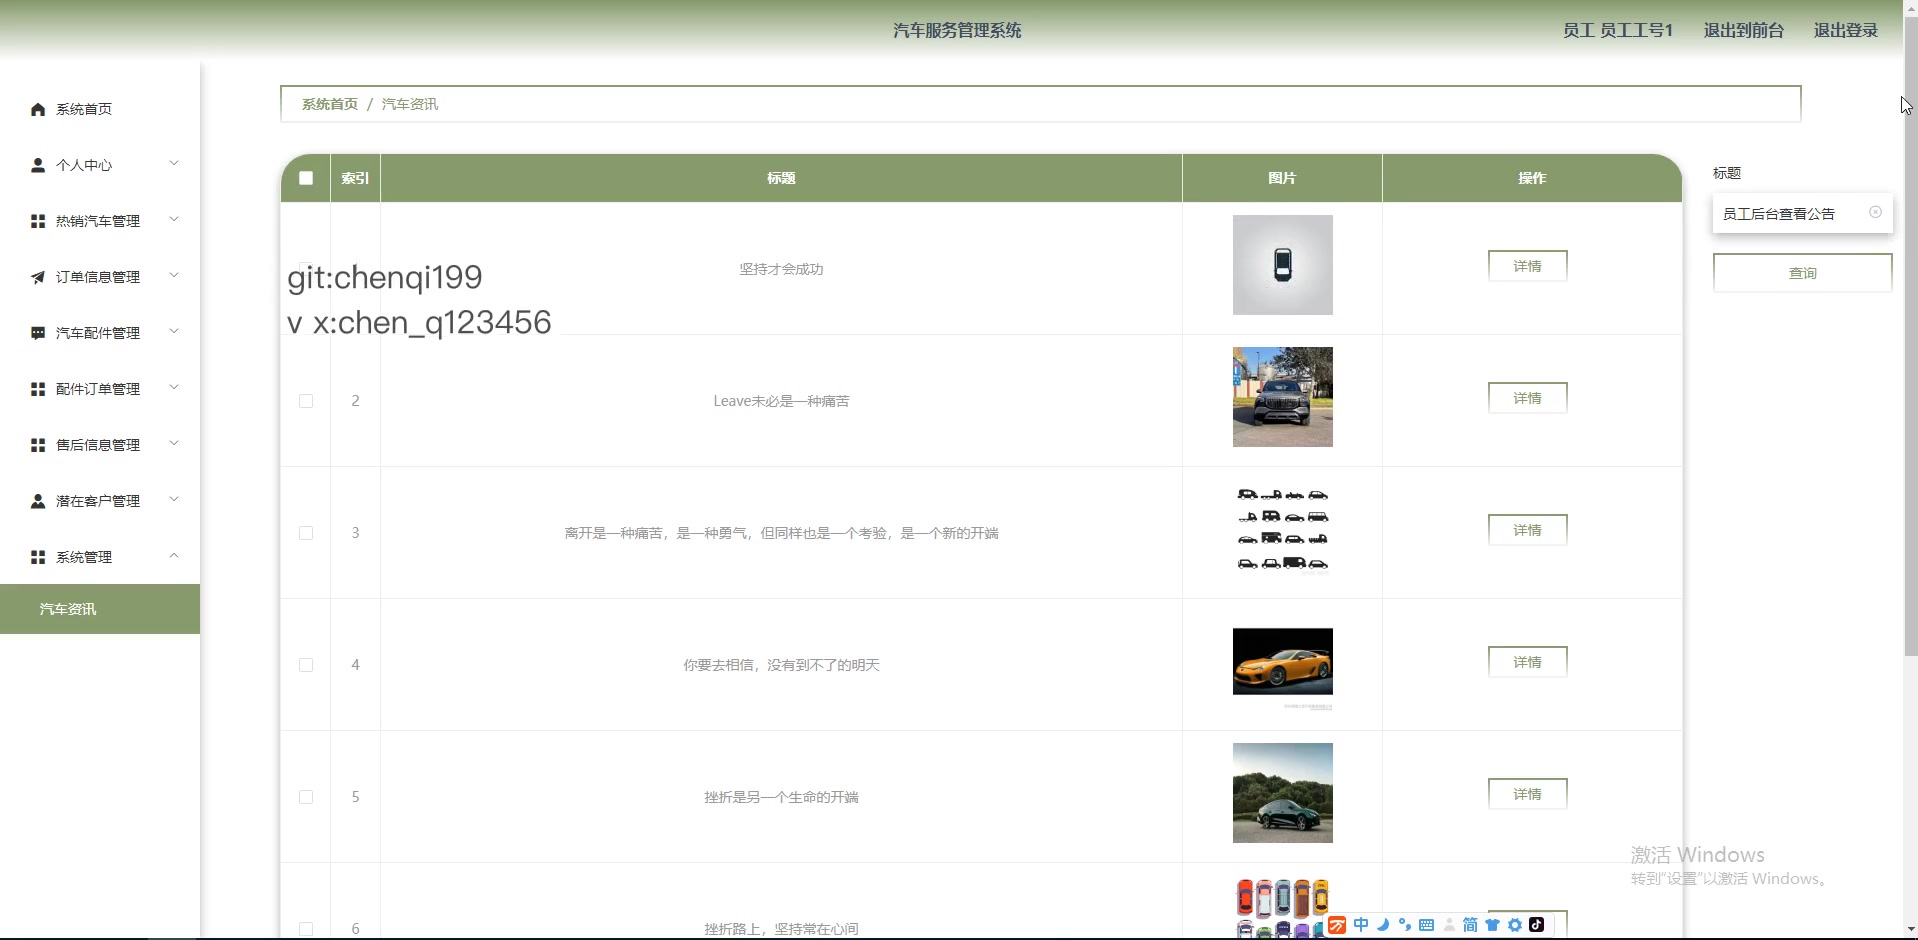 汽车服务管理系统
员工 员工工号1
退出到前台
退出登录
系统首页
个人中心
热销汽车管理
订单信息管理
汽车配件管理
配件订单管理
售后信息管理
潜在客户管理
系统管理
汽车资讯
系统首页 / 汽车资讯
索引 标题 图片 操作
坚持才会成功 详情
git:chenqi199
v x:chen_q123456
2 Leave未必是一种痛苦 详情
3 离开是一种痛苦，是一种勇气，但同样也是一个考验，是一个新的开端 详情
4 你要去相信，没有到不了的明天 详情
5 挫折是另一个生命的开端 详情
6 挫折路上，坚持常在心间
标题
员工后台查看公告
查询
激活 Windows
转到“设置”以激活 Windows。
中 简